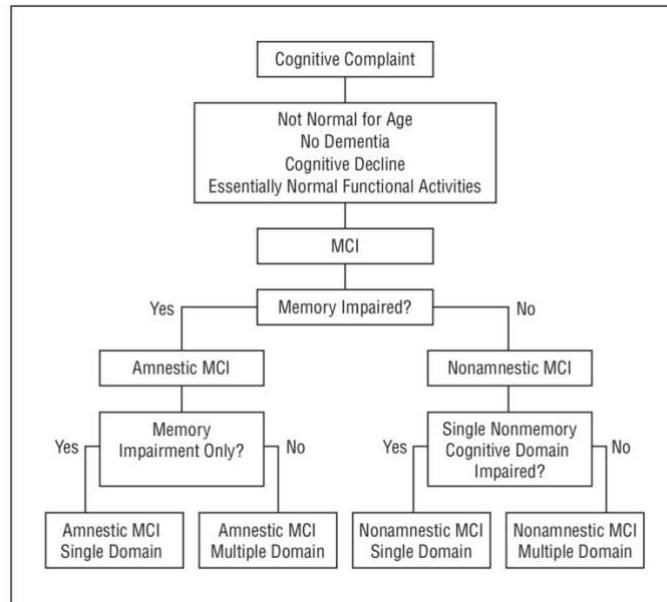 Cognitive Complaint
Not Normal for Age
No Dementia
Cognitive Decline
Essentially Normal Functional Activities
MCI
Yes
Memory Impaired?
No
Amnestic MCI
Nonamnestic MCI
Yes
Memory
Impairment Only?
No
Yes
Single Nonmemory
Cognitive Domain
Impaired?
No
Amnestic MCI
Single Domain
Amnestic MCI
Multiple Domain
Nonamnestic MCI
Single Domain
Nonamnestic MCI
Multiple Domain